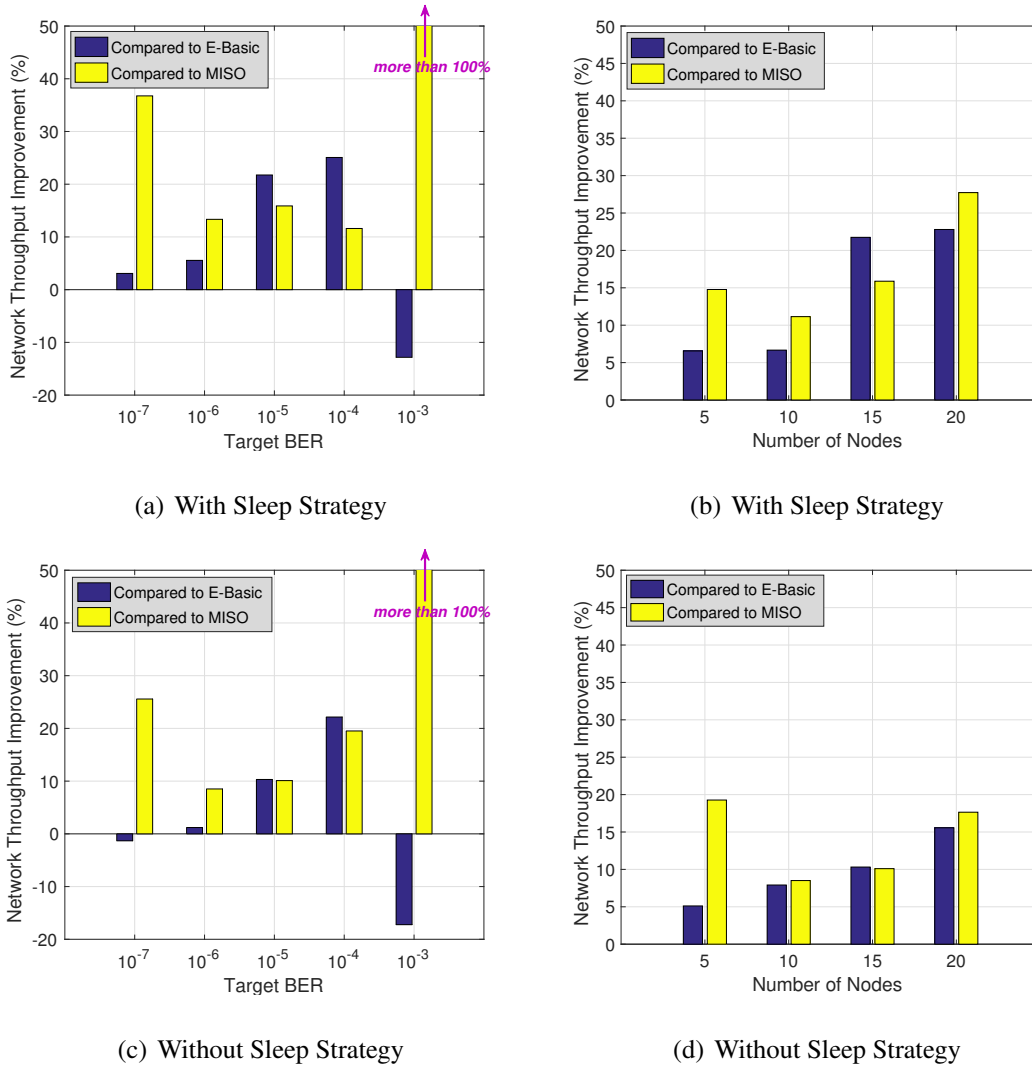 Compared to E-Basic
Compared to MISO
more than 100%
Network Throughput Improvement (%)
50
40
30
20
10
0
-10
-20
10^-7 10^-6 10^-5 10^-4 10^-3
Target BER
(a) With Sleep Strategy
Compared to E-Basic
Compared to MISO
Network Throughput Improvement (%)
50
45
40
35
30
25
20
15
10
5
0
5 10 15 20
Number of Nodes
(b) With Sleep Strategy
Compared to E-Basic
Compared to MISO
more than 100%
Network Throughput Improvement (%)
50
40
30
20
10
0
-10
-20
10^-7 10^-6 10^-5 10^-4 10^-3
Target BER
(c) Without Sleep Strategy
Compared to E-Basic
Compared to MISO
Network Throughput Improvement (%)
50
45
40
35
30
25
20
15
10
5
0
5 10 15 20
Number of Nodes
(d) Without Sleep Strategy